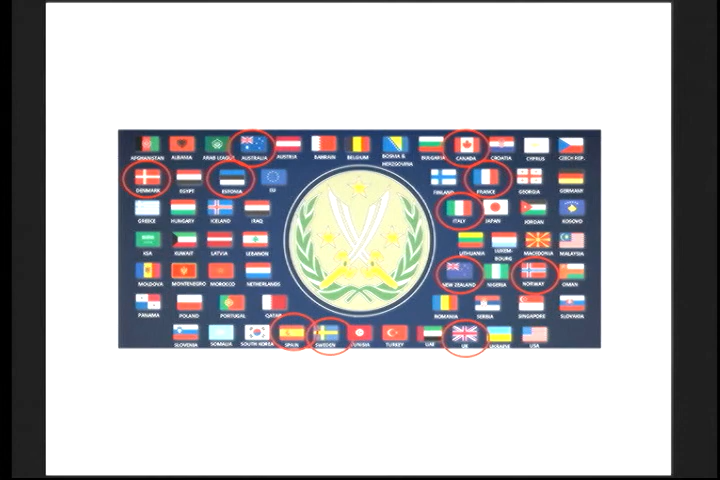 AFGHANISTAN ALBANIA ARAB LEAGUE AUSTRALIA AUSTRIA BAHRAIN BELGIUM BOSNIA & BULGARIA CANADA CROATIA CYPRUS CZECH REP.
HERZGOVINA
DENMARK EGYPT ESTONIA EU FINLAND FRANCE GEORGIA GERMANY
GREECE HUNGARY ICELAND IRAQ ITALY JAPAN JORDAN KOSOVO
KSA KUWAIT LATVIA LEBANON LITHUANIA LUXEM- MACEDONIA MALAYSIA
BOURG
MOLDOVA MONTENEGRO MOROCCO NETHERLANDS NEW ZEALAND NIGERIA NORWAY OMAN
PANAMA POLAND PORTUGAL QATAR ROMANIA SERBIA SINGAPORE SLOVAKIA
SLOVENIA SOMALIA SOUTH KOREA SPAIN SWEDEN TUNISIA TURKEY UAE UK UKRAINE USA